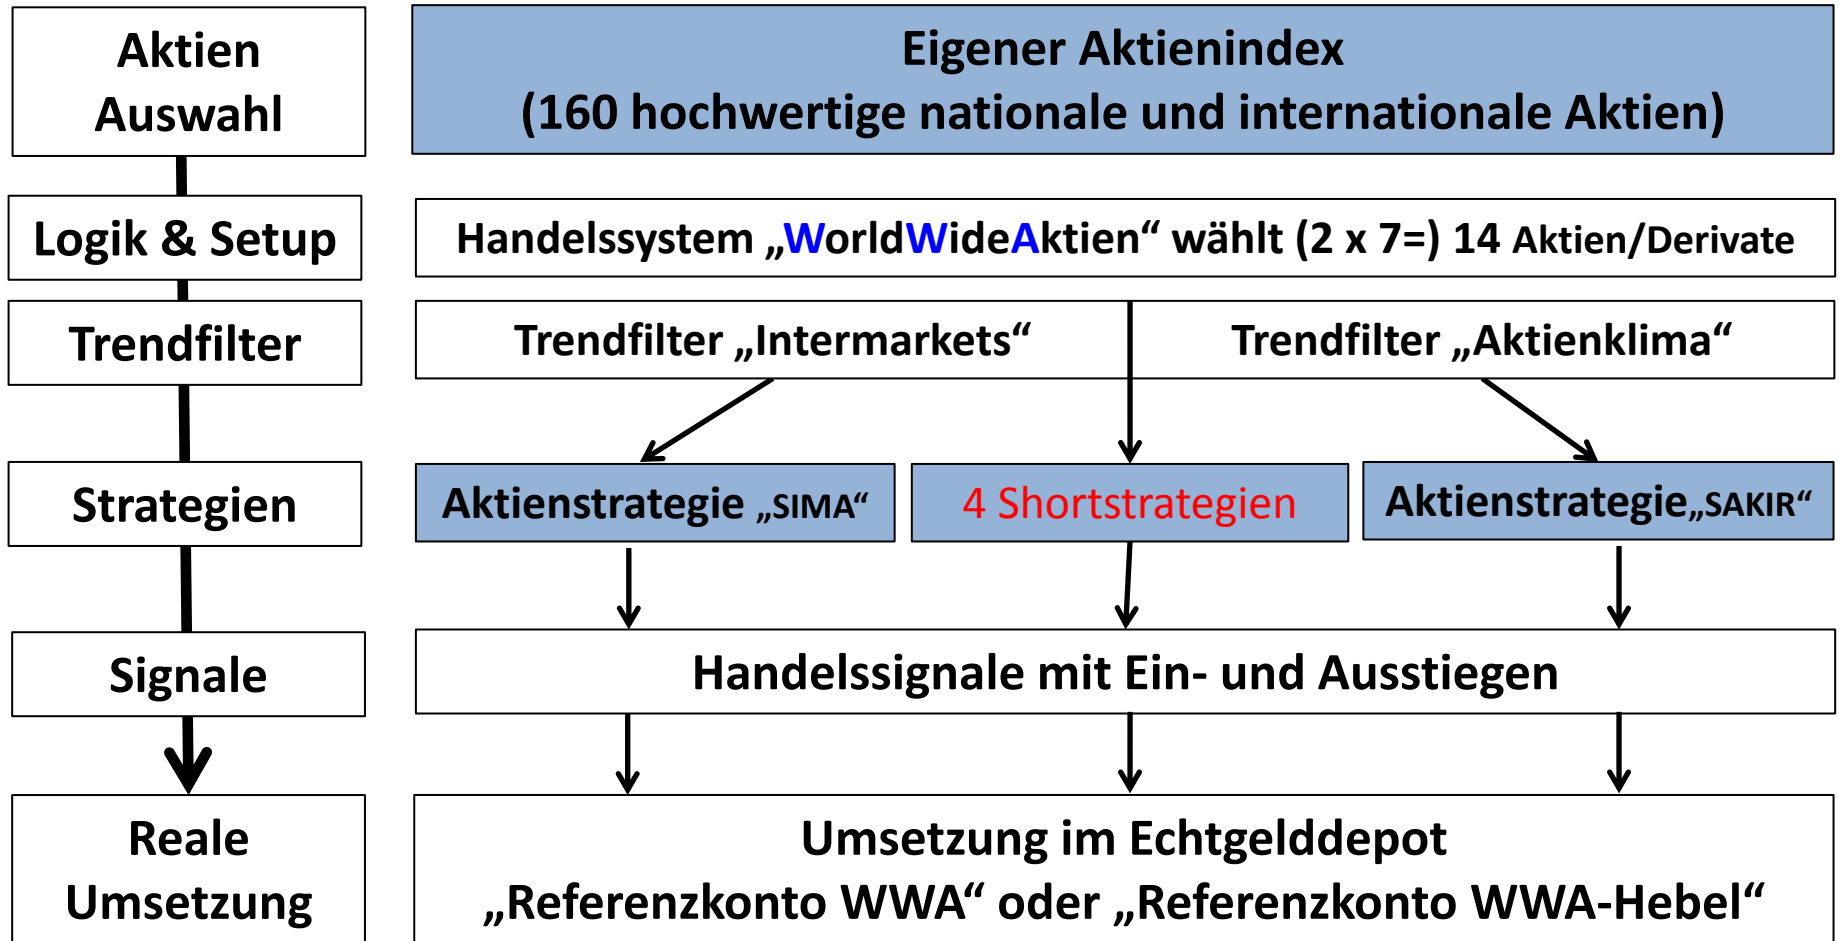 Aktien
Auswahl
Eigener Aktienindex
(160 hochwertige nationale und internationale Aktien)
Logik & Setup
Handelssystem „WorldWideAktien“ wählt (2 x 7=) 14 Aktien/Derivate
Trendfilter
Trendfilter „Intermarkets“
Trendfilter „Aktienklima“
Strategien
Aktienstrategie „SIMA“
4 Shortstrategien
Aktienstrategie„SAKIR“
Signale
Handelssignale mit Ein- und Ausstiegen
Reale
Umsetzung
Umsetzung im Echtgelddepot
„Referenzkonto WWA“ oder „Referenzkonto WWA-Hebel“